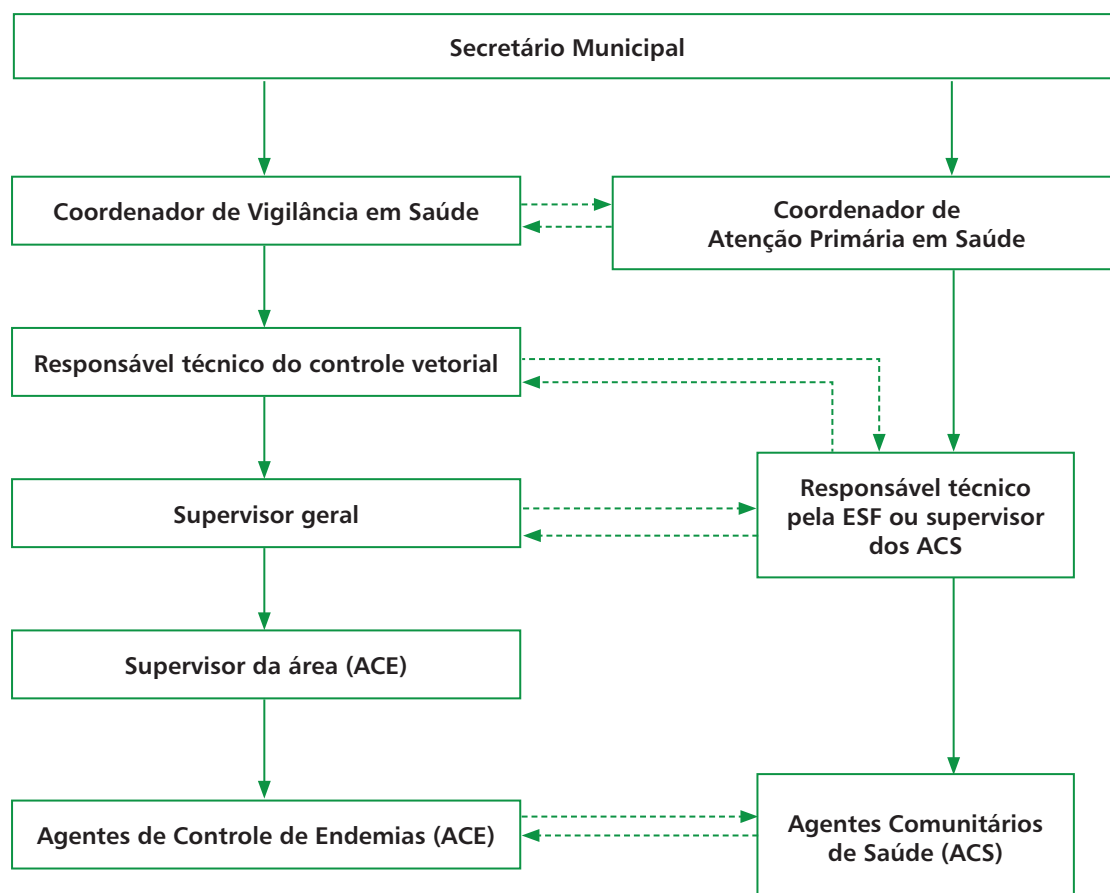 Secretário Municipal
Coordenador de Vigilância em Saúde
Coordenador de
Atenção Primária em Saúde
Responsável técnico do controle vetorial
Supervisor geral
Responsável técnico
pela ESF ou supervisor
dos ACS
Supervisor da área (ACE)
Agentes de Controle de Endemias (ACE)
Agentes Comunitários
de Saúde (ACS)